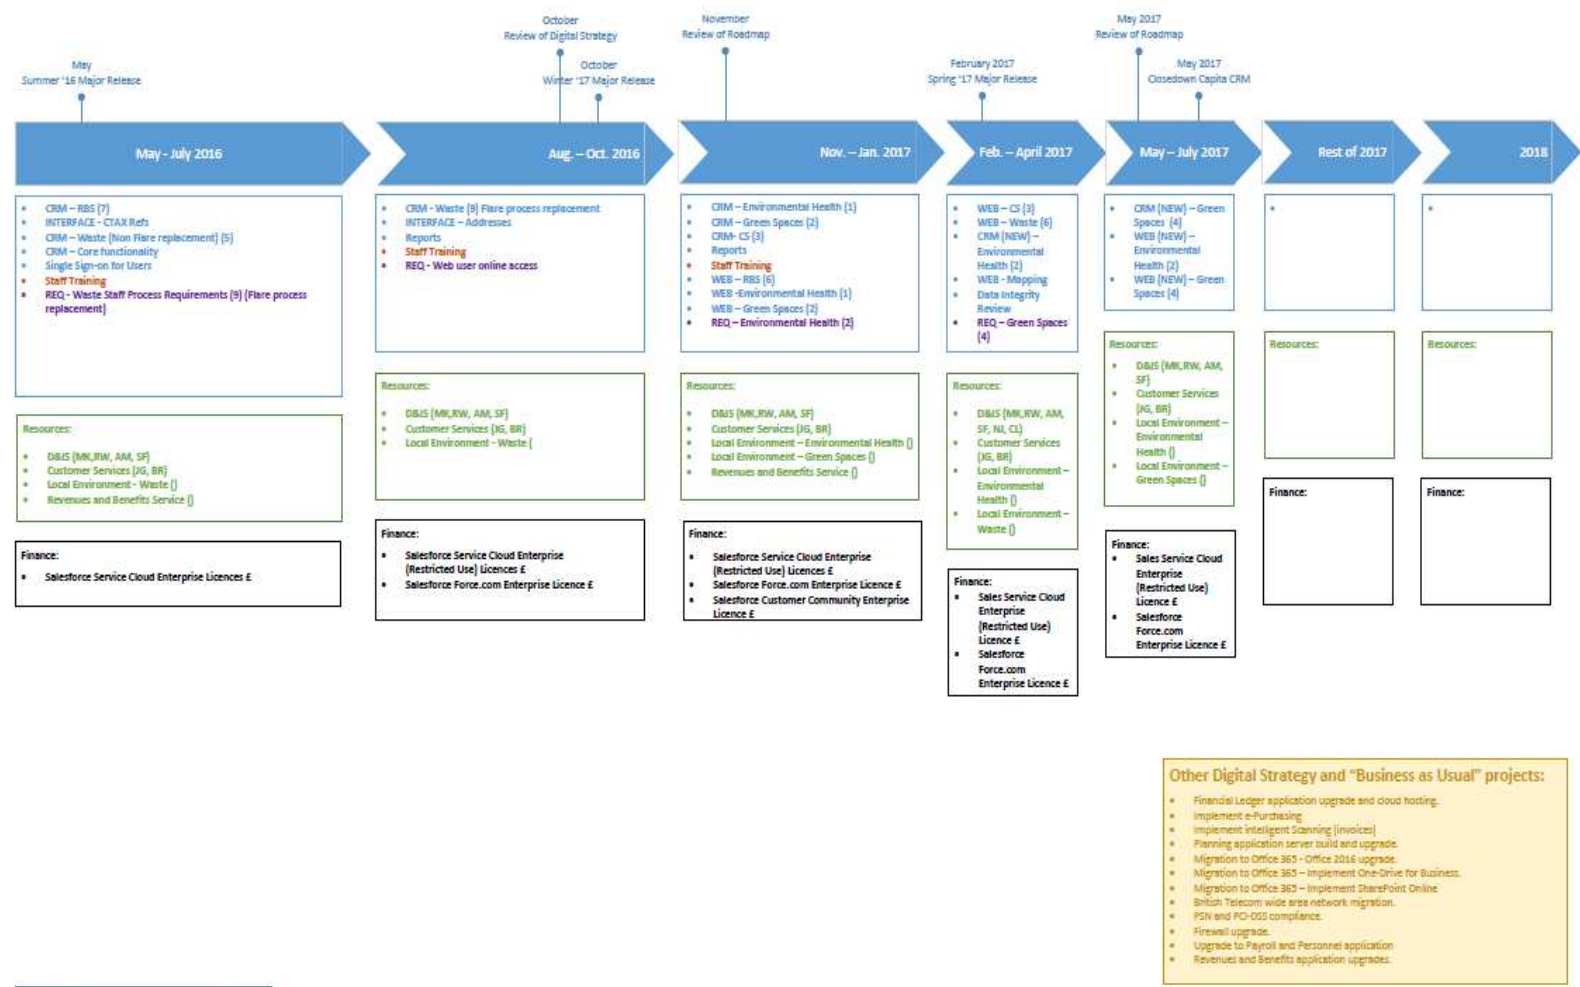 October
Review of Digital Strategy
November
Review of Roadmap
May 2017
Review of Roadmap
May
Summer '16 Major Release
October
Winter '17 Major Release
February 2017
Spring '17 Major Release
May 2017
Closedown Capita CRM
May - July 2016
Aug. – Oct. 2016
Nov. – Jan. 2017
Feb. – April 2017
May – July 2017
Rest of 2017
2018
CRM – RBS (7)
INTERFACE - CTAX Refs
CRM – Waste (Non Flare replacement) (5)
CRM – Core functionality
Single Sign-on for Users
Staff Training
REQ - Waste Staff Process Requirements (9) (Flare process
replacement)
Resources:
D&IS (MK,RW, AM, SF)
Customer Services (JG, BR)
Local Environment - Waste ()
Revenues and Benefits Service ()
Finance:
Salesforce Service Cloud Enterprise Licences £
CRM - Waste (9) Flare process replacement
INTERFACE – Addresses
Reports
Staff Training
REQ - Web user online access
Resources:
D&IS (MK,RW, AM, SF)
Customer Services (JG, BR)
Local Environment - Waste (
Finance:
Salesforce Service Cloud Enterprise
(Restricted Use) Licences £
Salesforce Force.com Enterprise Licence £
CRM – Environmental Health (1)
CRM – Green Spaces (2)
CRM- CS (3)
Reports
Staff Training
WEB – RBS (6)
WEB -Environmental Health (1)
WEB – Green Spaces (2)
REQ – Environmental Health (2)
Resources:
D&IS (MK,RW, AM, SF)
Customer Services (JG, BR)
Local Environment – Environmental Health ()
Local Environment – Green Spaces ()
Revenues and Benefits Service ()
Finance:
Salesforce Service Cloud Enterprise
(Restricted Use) Licences £
Salesforce Force.com Enterprise Licence £
Salesforce Customer Community Enterprise
Licence £
WEB – CS (3)
WEB – Waste (6)
CRM (NEW) –
Environmental
Health (2)
WEB - Mapping
Data Integrity
Review
REQ – Green Spaces
(4)
Resources:
D&IS (MK,RW, AM,
SF, NJ, CL)
Customer Services
(JG, BR)
Local Environment –
Environmental
Health ()
Local Environment –
Waste ()
Finance:
Sales Service Cloud
Enterprise
(Restricted Use)
Licence £
Salesforce
Force.com
Enterprise Licence £
CRM (NEW) – Green
Spaces (4)
WEB (NEW) –
Environmental
Health (2)
WEB (NEW) – Green
Spaces (4)
Resources:
D&IS (MK,RW, AM,
SF)
Customer Services
(JG, BR)
Local Environment –
Environmental
Health ()
Local Environment –
Green Spaces ()
Finance:
Sales Service Cloud
Enterprise
(Restricted Use)
Licence £
Salesforce
Force.com
Enterprise Licence £
Resources:
Finance:
Resources:
Finance:
Other Digital Strategy and "Business as Usual" projects:
Financial Ledger application upgrade and cloud hosting.
Implement e-Purchasing
Implement intelligent Scanning (invoices)
Planning application server build and upgrade.
Migration to Office 365 - Office 2016 upgrade.
Migration to Office 365 – Implement One-Drive for Business.
Migration to Office 365 – Implement SharePoint Online
British Telecom wide area network migration.
PSN and PCI-DSS compliance.
Firewall upgrade.
Upgrade to Payroll and Personnel application
Revenues and Benefits application upgrades.